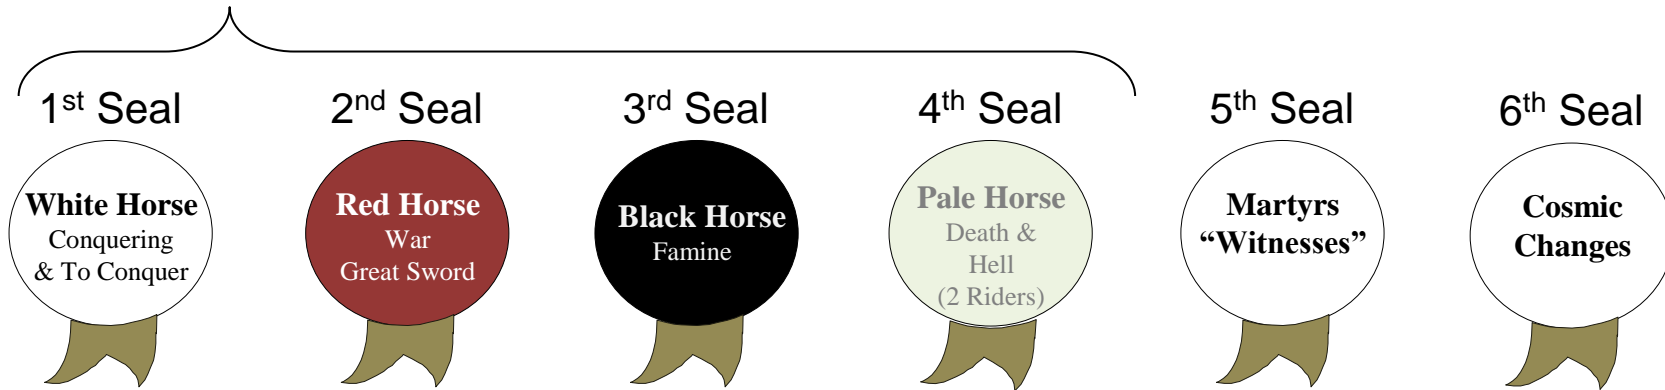 1st Seal
White Horse
Conquering
& To Conquer
2nd Seal
Red Horse
War
Great Sword
3rd Seal
Black Horse
Famine
4th Seal
Pale Horse
Death &
Hell
(2 Riders)
5th Seal
Martyrs
“Witnesses”
6th Seal
Cosmic
Changes